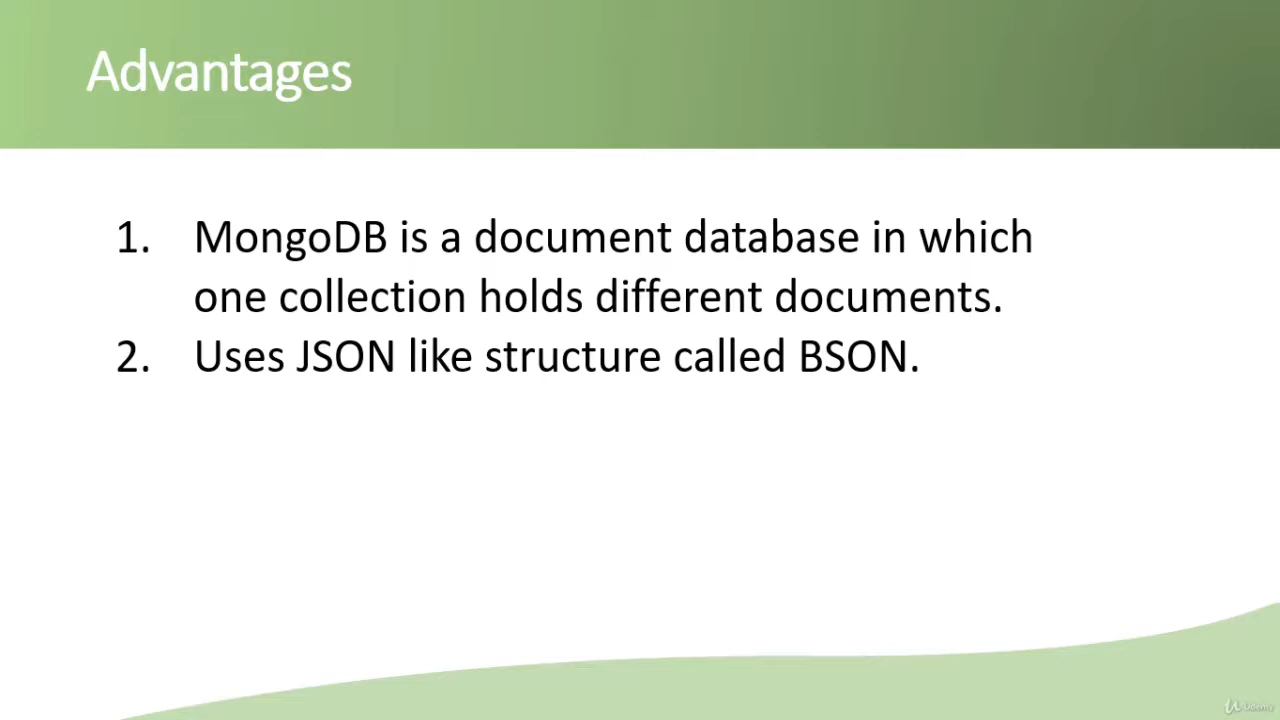 Advantages
1. MongoDB is a document database in which
one collection holds different documents.
2. Uses JSON like structure called BSON.
Udemy